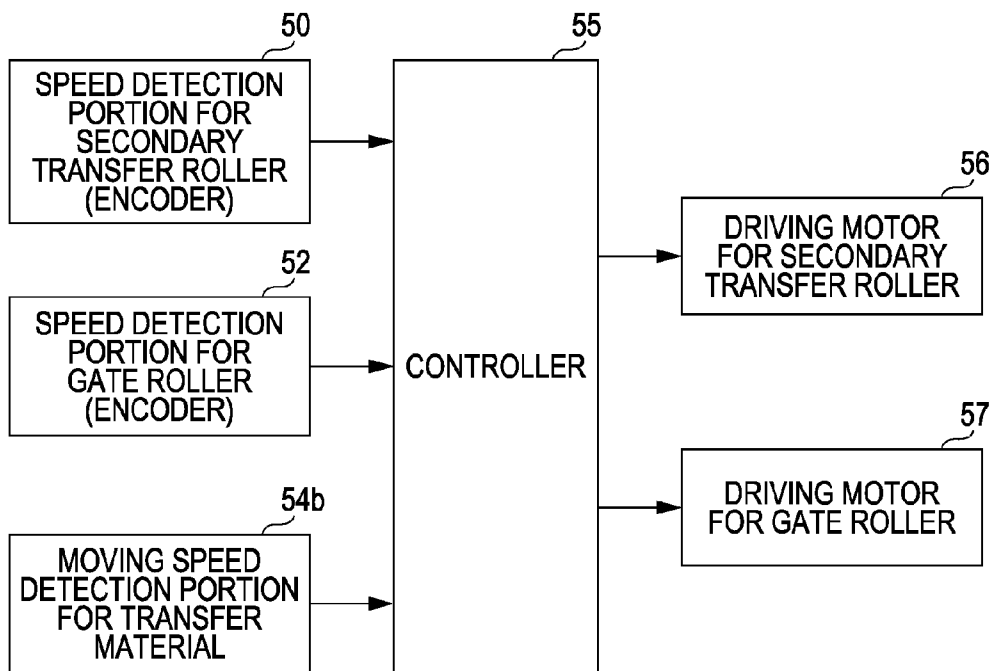 50
SPEED DETECTION
PORTION FOR
SECONDARY
TRANSFER ROLLER
(ENCODER)
52
SPEED DETECTION
PORTION FOR
GATE ROLLER
(ENCODER)
54b
MOVING SPEED
DETECTION PORTION
FOR TRANSFER
MATERIAL
55
CONTROLLER
56
DRIVING MOTOR
FOR SECONDARY
TRANSFER ROLLER
57
DRIVING MOTOR
FOR GATE ROLLER